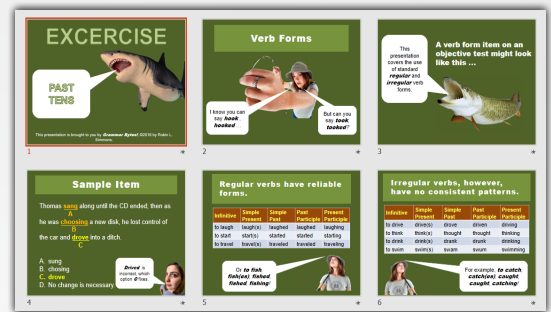 EXCERCISE
PAST
TENS
This presentation is brought to you by Grammar Bytes! ©2019 by Robin L.
Simmons.
1
Verb Forms
I know you can
say hook,
hooked ...
But can you
say took,
tooked?
2
This
presentation
covers the use
of standard
regular and
irregular verb
forms.
A verb form item on an
objective test might look
like this ...
3
Sample Item
Thomas sang along until the CD ended; then as
A
he was choosing a new disk, he lost control of
B
the car and drove into a ditch.
C
A. sung
B. chosing
C. drove
D. No change is necessary.
Drived is
incorrect, which
option C fixes.
4
Regular verbs have reliable
forms.
Infinitive Simple Present Simple Past Past Participle Present Participle
to laugh laugh(s) laughed laughed laughing
to start start(s) started started starting
to travel travel(s) traveled traveled traveling
Or to fish,
fish(es), fished,
fished, fishing!
5
Irregular verbs, however,
have no consistent patterns.
Infinitive Simple Present Simple Past Past Participle Present Participle
to drive drive(s) drove driven driving
to think think(s) thought thought thinking
to drink drink(s) drank drunk drinking
to swim swim(s) swam swum swimming
For example, to catch,
catch(es), caught,
caught, catching!
6